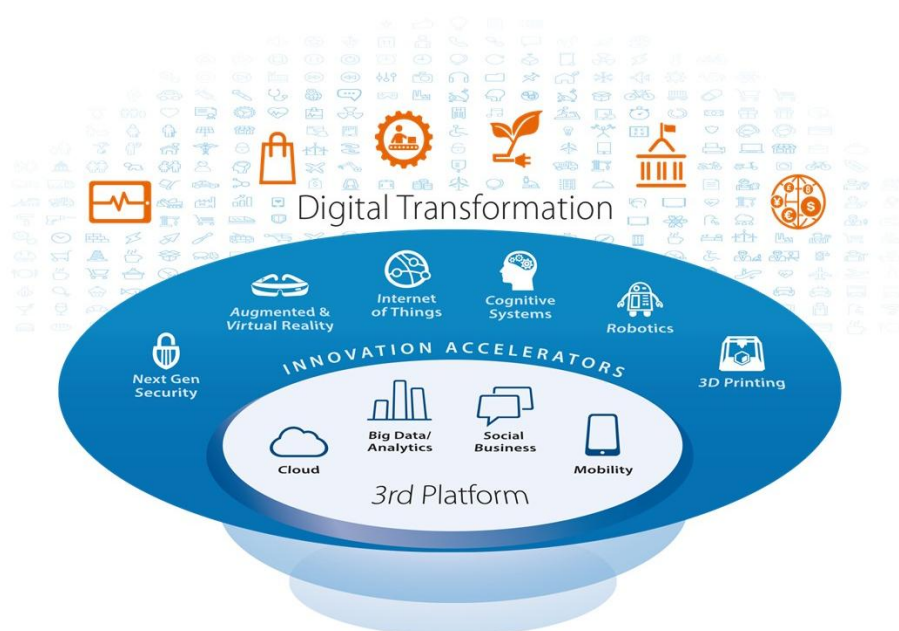 Digital Transformation
Augmented &
Virtual Reality
Internet
of Things
Cognitive
Systems
Robotics
Next Gen
Security
3D Printing
INNOVATION ACCELERATORS
Cloud
Big Data/
Analytics
Social
Business
Mobility
3rd Platform